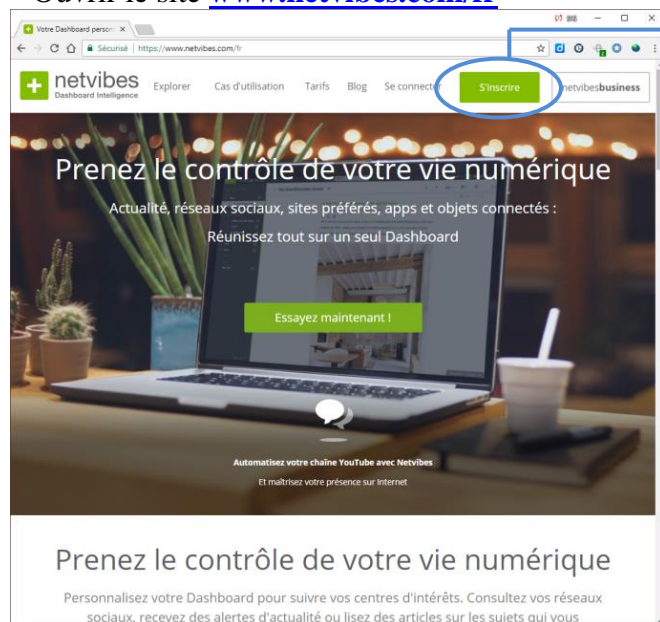 Ouvrir le site www.netvibes.com/fr
Votre Dashboard person
Sécurisé | https://www.netvibes.com/fr
netvibes
Dashboard Intelligence
Explorer Cas d'utilisation Tarifs Blog Se connecter S'inscrire netvibesbusiness
Prenez le contrôle de votre vie numérique
Actualité, réseaux sociaux, sites préférés, apps et objets connectés :
Réunissez tout sur un seul Dashboard
Essayez maintenant !
Automatisez votre chaîne YouTube avec Netvibes
Et maîtrisez votre présence sur Internet
Prenez le contrôle de votre vie numérique
Personnalisez votre Dashboard pour suivre vos centres d'intérêts. Consultez vos réseaux
sociaux, recevez des alertes d'actualité ou lisez des articles sur les sujets qui vous